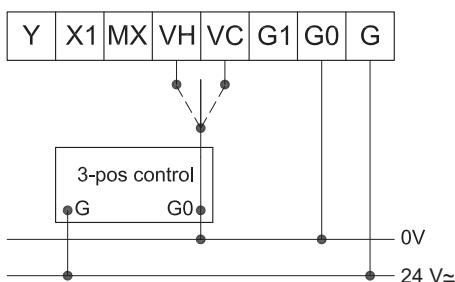 Y X1 MX VH VC G1 G0 G
3-pos control
G G0
0V
24 V≃